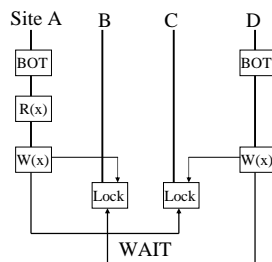 Site A B C D
BOT BOT
R(x)
W(x) W(x)
Lock Lock
WAIT